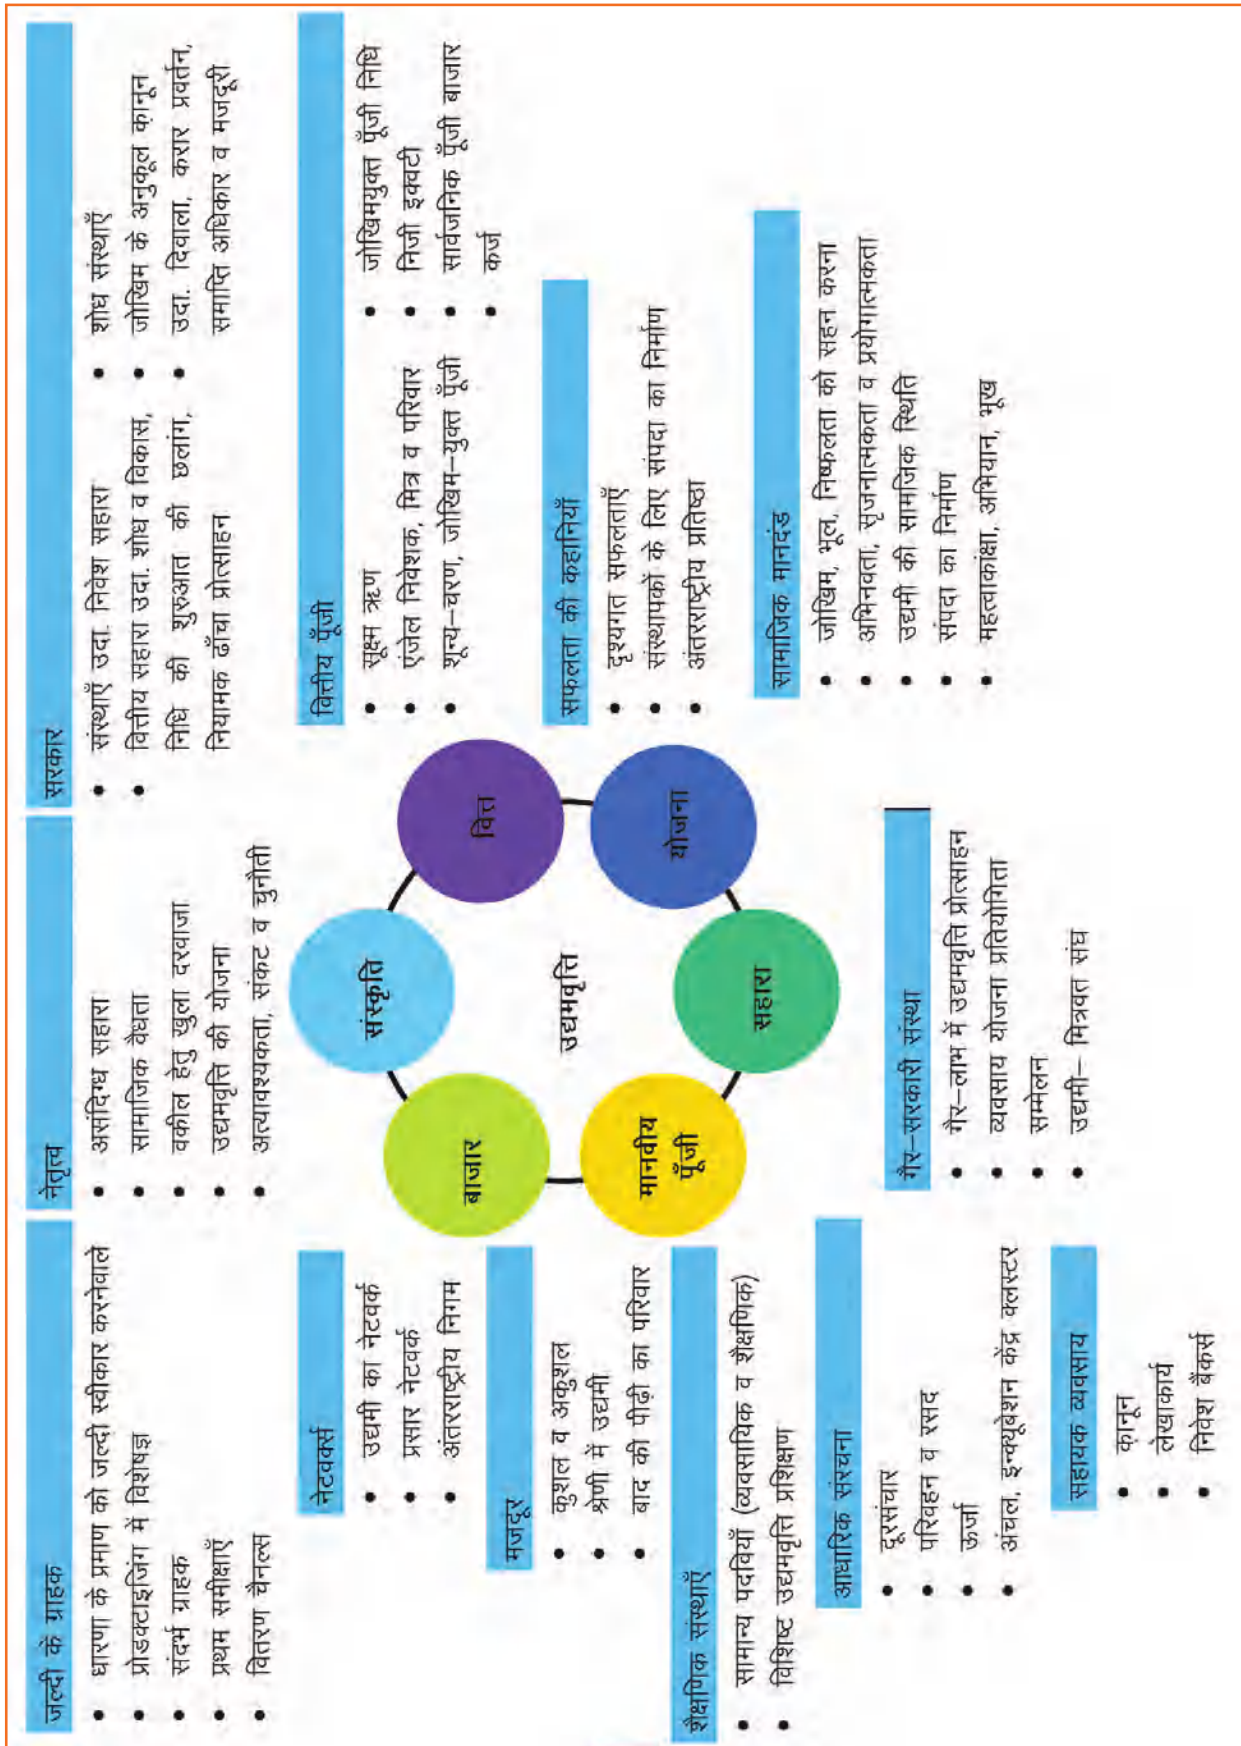 जल्दी के ग्राहक
• धारणा के प्रमाण को जल्दी स्वीकार करनेवाले
• प्रोडक्टाइजिंग में विशेषज्ञ
• संदर्भ ग्राहक
• प्रथम समीक्षाएँ
• वितरण चैनल्स
नेतृत्व
• असंदिग्ध सहारा
• सामाजिक वैधता
• वकील हेतु खुला दरवाजा
• उद्यमवृत्ति की योजना
• अत्यावश्यकता, संकट व चुनौती
सरकार
• संस्थाएँ उदा. निवेश सहारा
• वित्तीय सहारा उदा. शोध व विकास,
निधि की शुरुआत की छलांग,
नियामक ढाँचा प्रोत्साहन
• शोध संस्थाएँ
• जोखिम के अनुकूल क़ानून
• उदा. दिवाला, करार प्रवर्तन,
समाप्ति अधिकार व मजदूरी
नेटवर्क्स
• उद्यमी का नेटवर्क
• प्रसार नेटवर्क
• अंतरराष्ट्रीय निगम
वित्तीय पूँजी
• सूक्ष्म ऋण
• एंजेल निवेशक, मित्र व परिवार
• शून्य–चरण, जोखिम–युक्त पूँजी
• जोखिमयुक्त पूँजी निधि
• निजी इक्वटी
• सार्वजनिक पूँजी बाजार
• कर्ज
मजदूर
• कुशल व अकुशल
• श्रेणी में उद्यमी
• बाद की पीढ़ी का परिवार
सफलता की कहानियाँ
• दृश्यगत सफलताएँ
• संस्थापकों के लिए संपदा का निर्माण
• अंतरराष्ट्रीय प्रतिष्ठा
संस्कृति
बाजार
वित्त
उद्यमवृत्ति
मानवीय
पूँजी
योजना
सहारा
शैक्षणिक संस्थाएँ
• सामान्य पदवियाँ (व्यवसायिक व शैक्षणिक)
• विशिष्ट उद्यमवृत्ति प्रशिक्षण
सामाजिक मानदंड
• जोखिम, भूल, निष्फलता को सहन करना
• अभिनवता, सृजनात्मकता व प्रयोगात्मकता
• उद्यमी की सामाजिक स्थिति
• संपदा का निर्माण
• महत्वाकांक्षा, अभियान, भूख
आधारिक संरचना
• दूरसंचार
• परिवहन व रसद
• ऊर्जा
• अंचल, इन्क्यूबेशन केंद्र क्लस्टर
गैर–सरकारी संस्था
• गैर–लाभ में उद्यमवृत्ति प्रोत्साहन
• व्यवसाय योजना प्रतियोगिता
• सम्मेलन
• उद्यमी– मित्रवत संघ
सहायक व्यवसाय
• क़ानून
• लेखाकार्य
• निवेश बैंकर्स